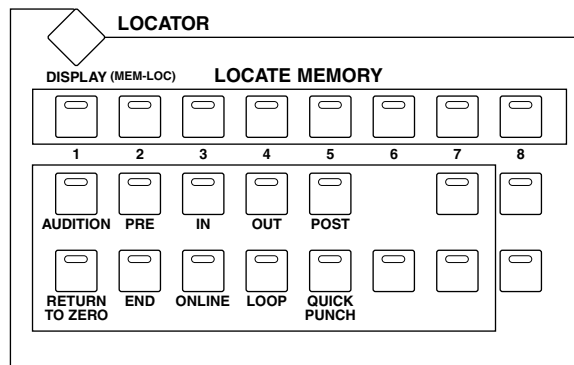 LOCATOR
DISPLAY (MEM-LOC) LOCATE MEMORY
1 2 3 4 5 6 7 8
AUDITION PRE IN OUT POST
RETURN TO ZERO END ONLINE LOOP QUICK PUNCH